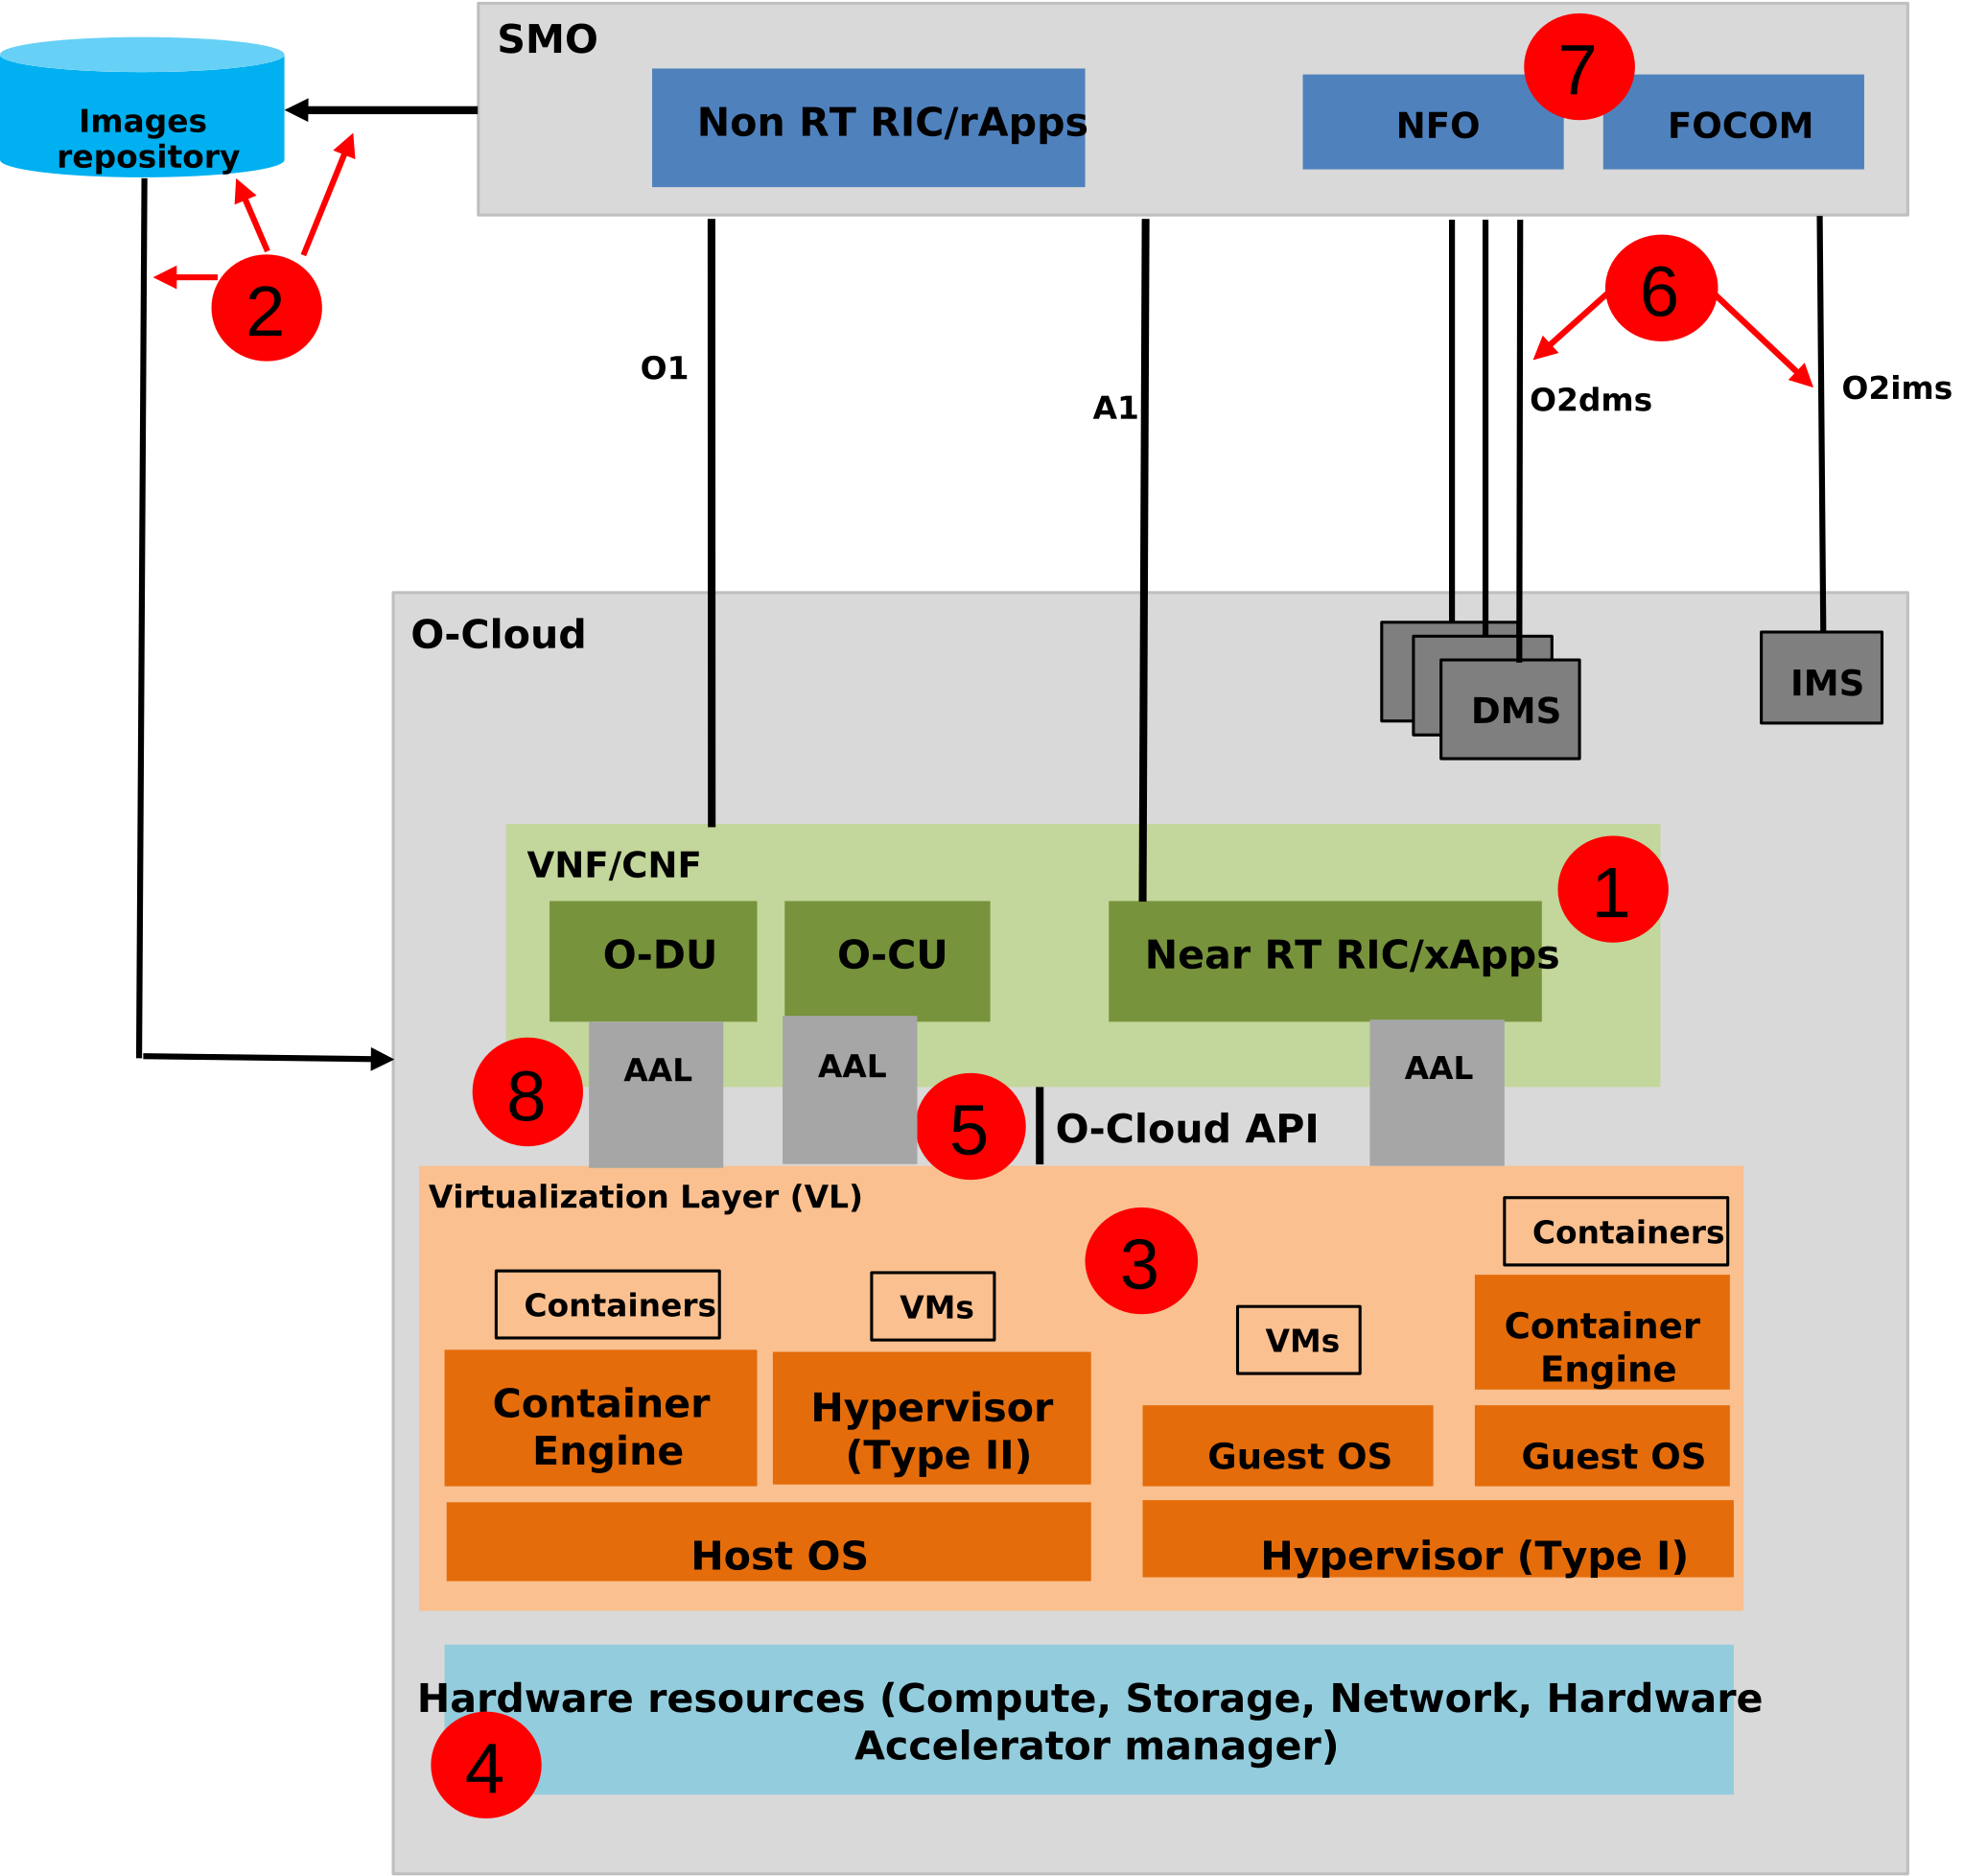 SMO
7
Non RT RIC/rApps
NFO
FOCOM
Images
repository
2
6
O1
A1
O2dms
O2ims
O-Cloud
DMS
IMS
VNF/CNF
1
O-DU
O-CU
Near RT RIC/xApps
AAL
AAL
AAL
8
5
O-Cloud API
Virtualization Layer (VL)
3
Containers
Containers
VMs
VMs
Container
Engine
Container
Engine
Hypervisor
(Type II)
Guest OS
Guest OS
Host OS
Hypervisor (Type I)
Hardware resources (Compute, Storage, Network, Hardware
Accelerator manager)
4